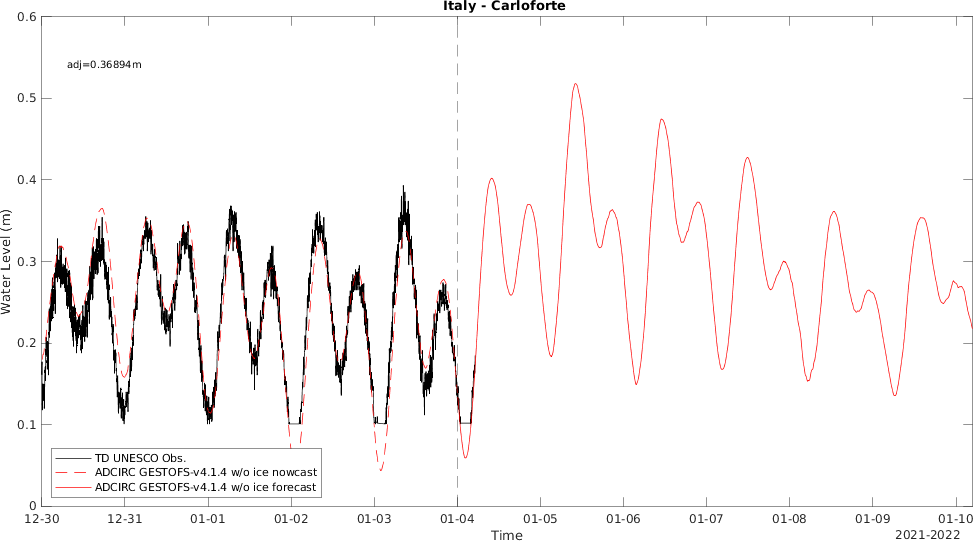 Italy - Carloforte
0.6
adj=0.36894m
0.5
0.4
0.3
Water Level (m)
0.2
0.1
TD UNESCO Obs.
ADCIRC GESTOFS-v4.1.4 w/o ice nowcast
ADCIRC GESTOFS-v4.1.4 w/o ice forecast
0
12-30 12-31 01-01 01-02 01-03 01-04 01-05 01-06 01-07 01-08 01-09 01-10
Time
2021-2022